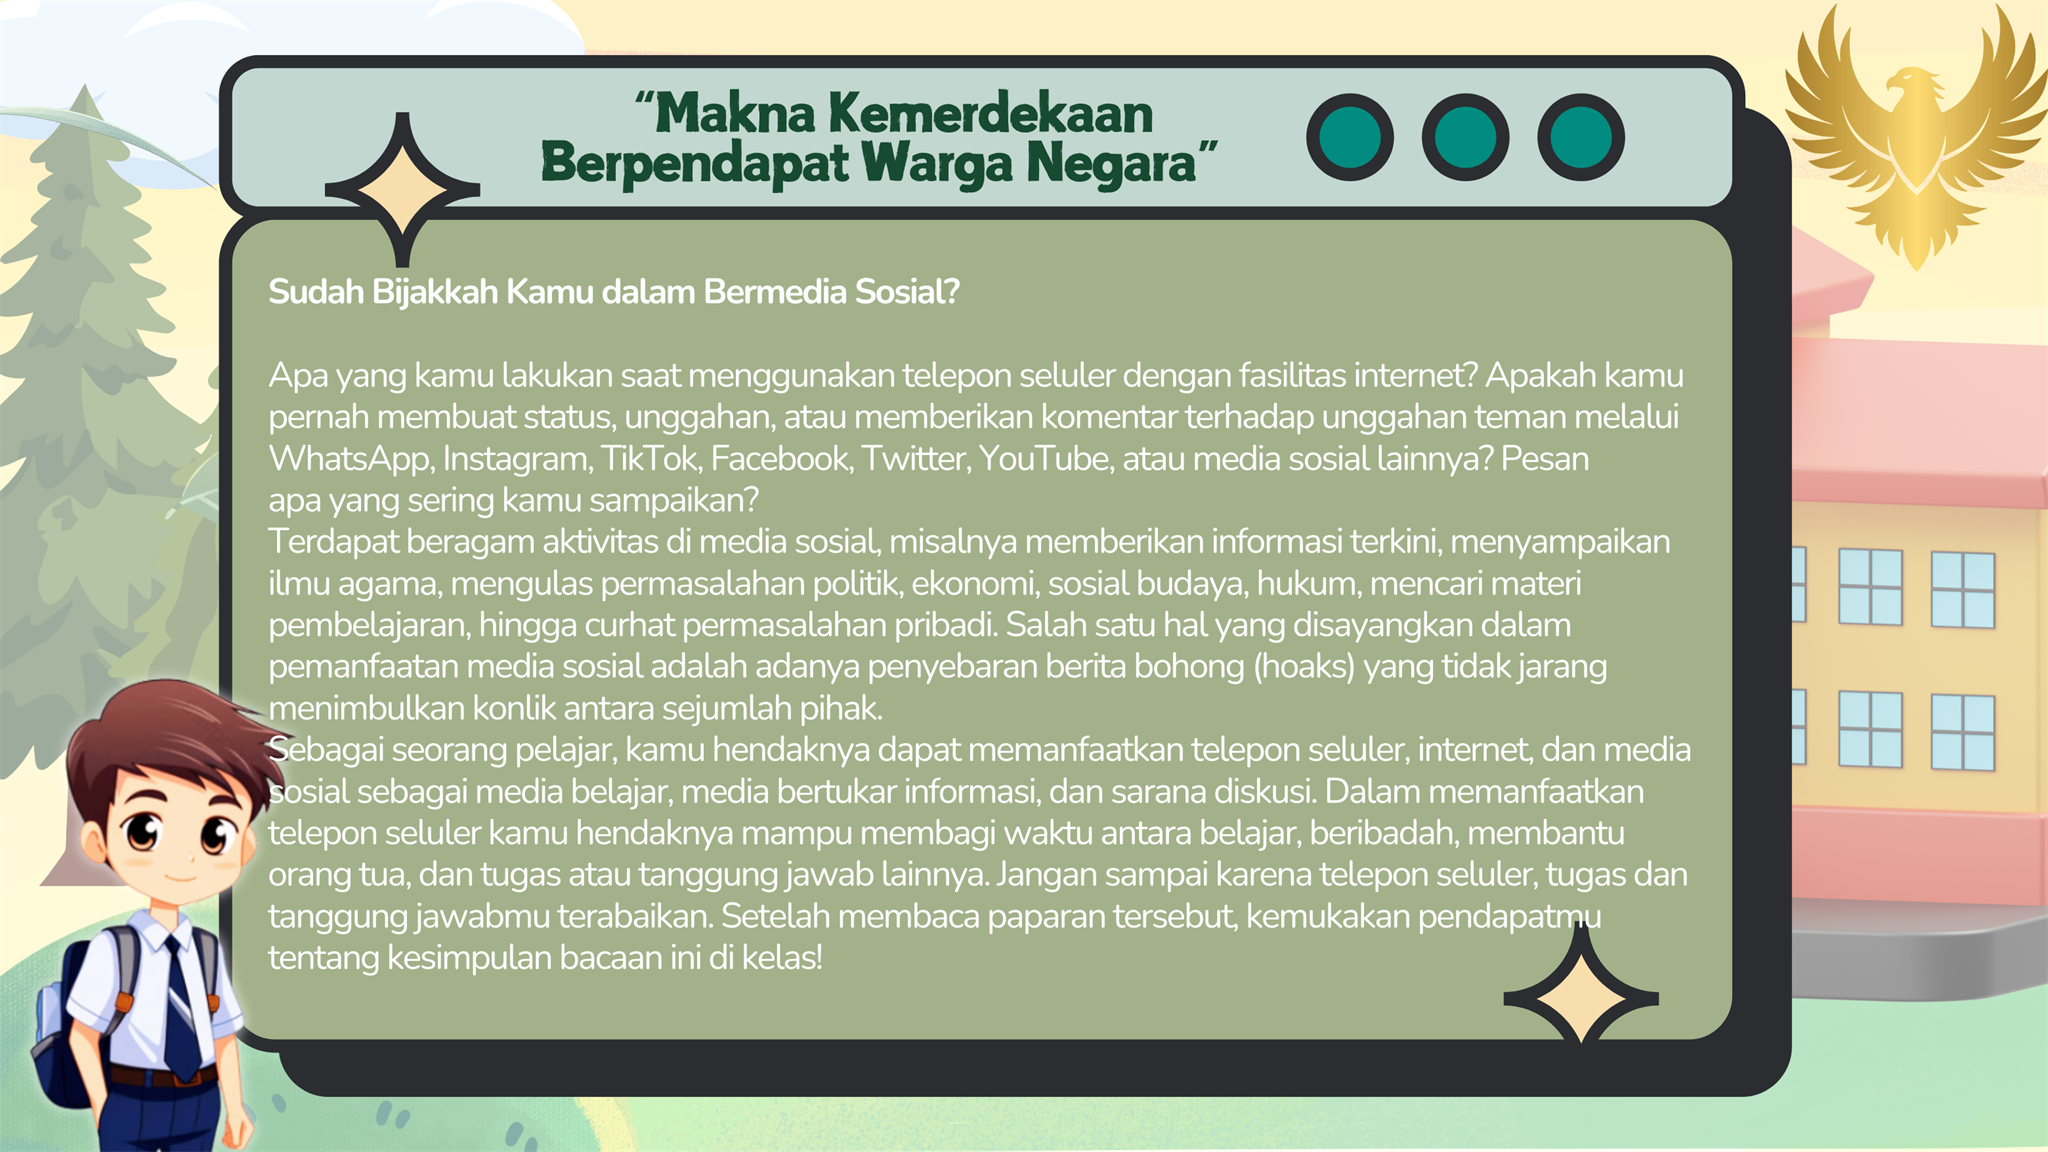 “Makna Kemerdekaan
Berpendapat Warga Negara”
Sudah Bijakkah Kamu dalam Bermedia Sosial?
Apa yang kamu lakukan saat menggunakan telepon seluler dengan fasilitas internet? Apakah kamu
pernah membuat status, unggahan, atau memberikan komentar terhadap unggahan teman melalui
WhatsApp, Instagram, TikTok, Facebook, Twitter, YouTube, atau media sosial lainnya? Pesan
apa yang sering kamu sampaikan?
Terdapat beragam aktivitas di media sosial, misalnya memberikan informasi terkini, menyampaikan
ilmu agama, mengulas permasalahan politik, ekonomi, sosial budaya, hukum, mencari materi
pembelajaran, hingga curhat permasalahan pribadi. Salah satu hal yang disayangkan dalam
pemanfaatan media sosial adalah adanya penyebaran berita bohong (hoaks) yang tidak jarang
menimbulkan konlik antara sejumlah pihak.
Sebagai seorang pelajar, kamu hendaknya dapat memanfaatkan telepon seluler, internet, dan media
sosial sebagai media belajar, media bertukar informasi, dan sarana diskusi. Dalam memanfaatkan
telepon seluler kamu hendaknya mampu membagi waktu antara belajar, beribadah, membantu
orang tua, dan tugas atau tanggung jawab lainnya. Jangan sampai karena telepon seluler, tugas dan
tanggung jawabmu terabaikan. Setelah membaca paparan tersebut, kemukakan pendapatmu
tentang kesimpulan bacaan ini di kelas!